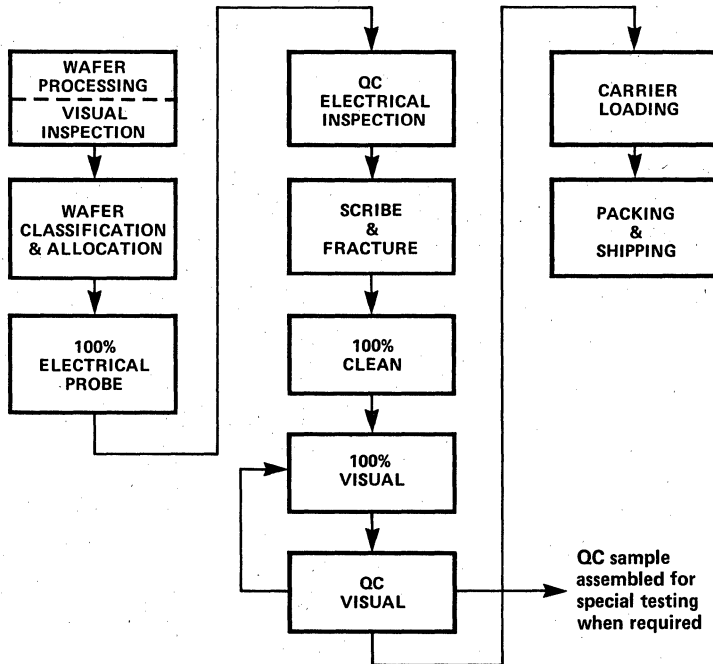 WAFER
PROCESSING
VISUAL
INSPECTION
WAFER
CLASSIFICATION
& ALLOCATION
100%
ELECTRICAL
PROBE
QC
ELECTRICAL
INSPECTION
SCRIBE
&
FRACTURE
100%
CLEAN
100%
VISUAL
QC
VISUAL
QC sample
assembled for
special testing
when required
CARRIER
LOADING
PACKING
&
SHIPPING